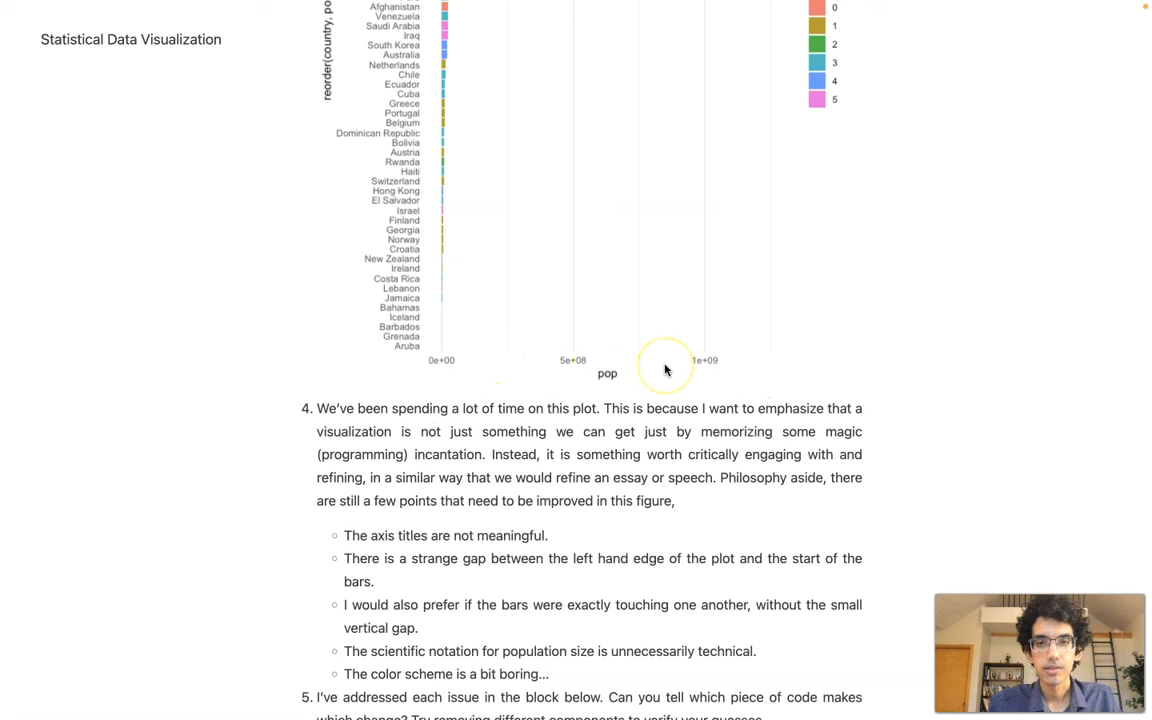 Statistical Data Visualization
reorder(country, po
Afghanistan
Venezuela
Saudi Arabia
Iraq
South Korea
Australia
Netherlands
Chile
Ecuador
Cuba
Greece
Portugal
Belgium
Dominican Republic
Bolivia
Austria
Rwanda
Haiti
Switzerland
Hong Kong
El Salvador
Israel
Finland
Georgia
Norway
Croatia
New Zealand
Ireland
Costa Rica
Lebanon
Jamaica
Bahamas
Iceland
Barbados
Grenada
Aruba
0e+00 5e+08 1e+09
pop
0
1
2
3
4
5
4. We've been spending a lot of time on this plot. This is because I want to emphasize that a
visualization is not just something we can get just by memorizing some magic
(programming) incantation. Instead, it is something worth critically engaging with and
refining, in a similar way that we would refine an essay or speech. Philosophy aside, there
are still a few points that need to be improved in this figure,
○ The axis titles are not meaningful.
○ There is a strange gap between the left hand edge of the plot and the start of the
bars.
○ I would also prefer if the bars were exactly touching one another, without the small
vertical gap.
○ The scientific notation for population size is unnecessarily technical.
○ The color scheme is a bit boring...
5. I've addressed each issue in the block below. Can you tell which piece of code makes
which change? Try removing different components to verify your guesses.